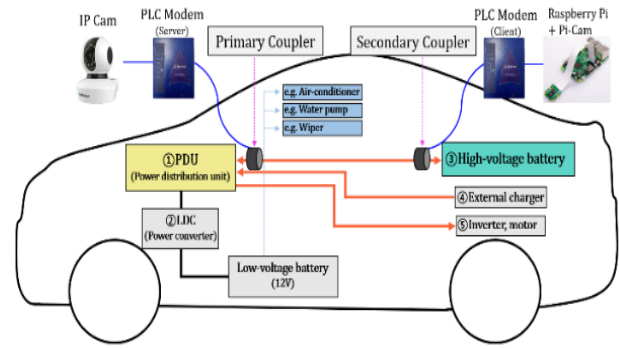 IP Cam
PLC Modem
(Server)
Primary Coupler
Secondary Coupler
PLC Modem
(Client)
Raspberry Pi
+ Pi-Cam
e.g. Air-conditioner
e.g. Water pump
e.g. Wiper
①PDU
(Power distribution unit)
③High-voltage battery
④External charger
⑤Inverter, motor
②LDC
(Power converter)
Low-voltage battery
(12V)